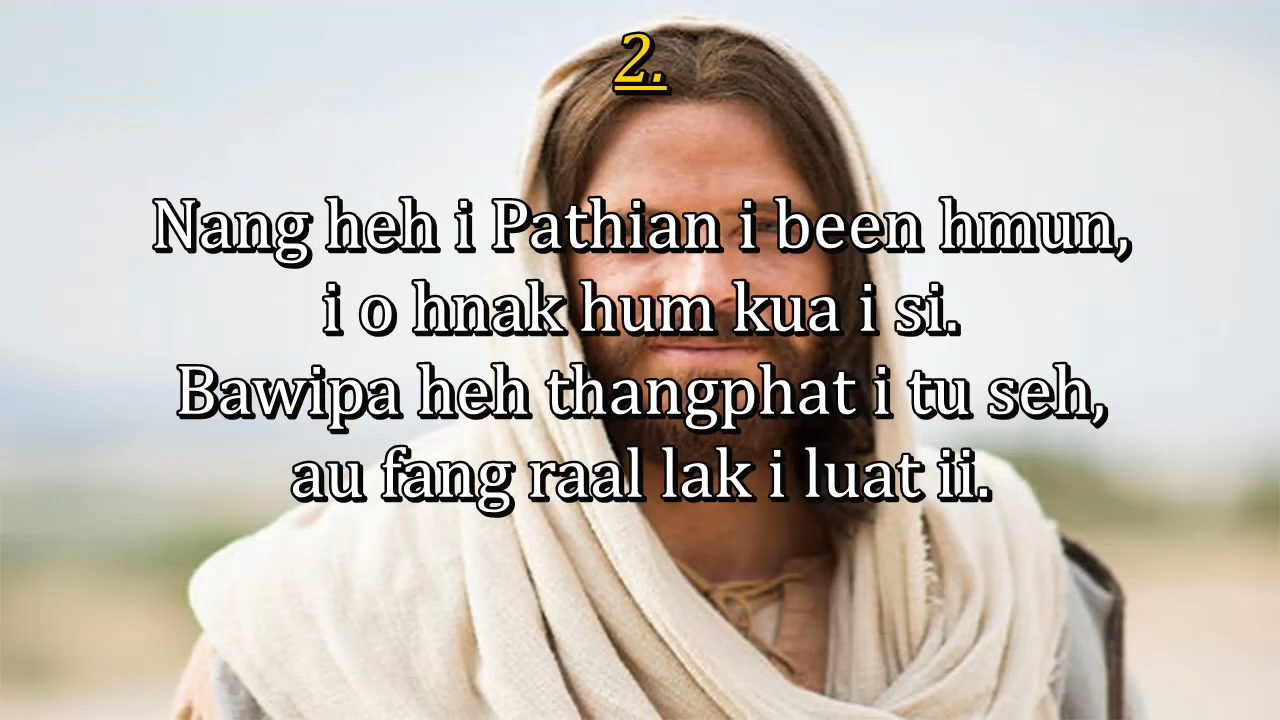 2.
Nang heh i Pathian i been hmun,
i o hnak hum kua i si.
Bawipa heh thangphat i tu seh,
au fang raal lak i luat ii.